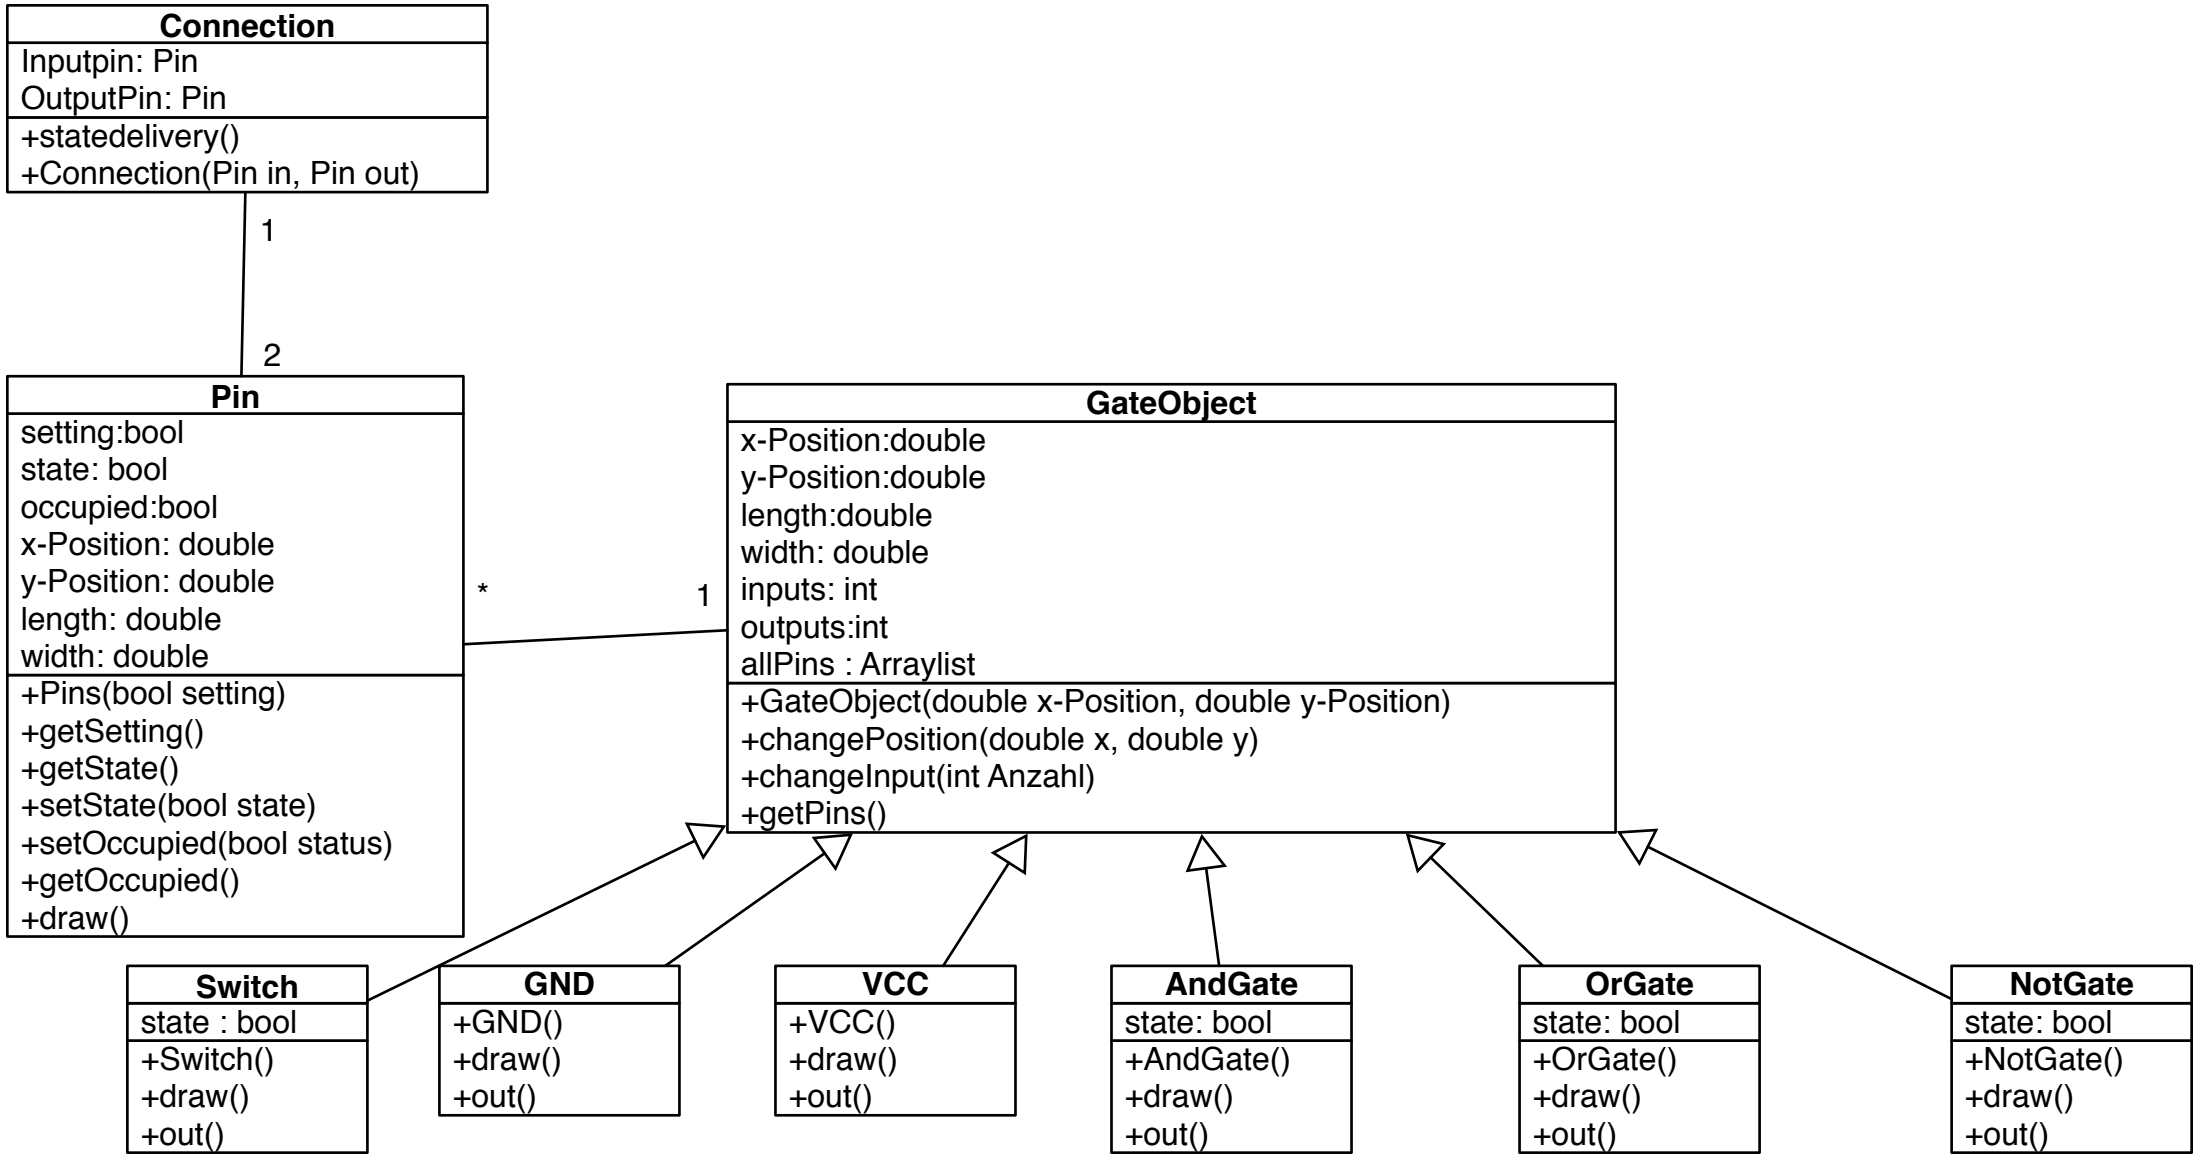 Connection
Inputpin: Pin
OutputPin: Pin
+statedelivery()
+Connection(Pin in, Pin out)
1
2
Pin
setting:bool
state: bool
occupied:bool
x-Position: double
y-Position: double
length: double
width: double
+Pins(bool setting)
+getSetting()
+getState()
+setState(bool state)
+setOccupied(bool status)
+getOccupied()
+draw()
*
1
GateObject
x-Position:double
y-Position:double
length:double
width: double
inputs: int
outputs:int
allPins : Arraylist
+GateObject(double x-Position, double y-Position)
+changePosition(double x, double y)
+changeInput(int Anzahl)
+getPins()
Switch
state : bool
+Switch()
+draw()
+out()
GND
+GND()
+draw()
+out()
VCC
+VCC()
+draw()
+out()
AndGate
state: bool
+AndGate()
+draw()
+out()
OrGate
state: bool
+OrGate()
+draw()
+out()
NotGate
state: bool
+NotGate()
+draw()
+out()